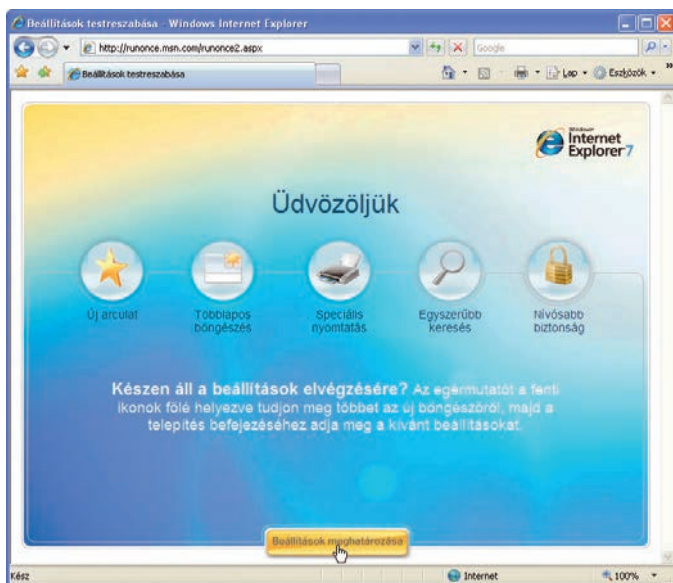 Beállítások testreszabása - Windows Internet Explorer
http://runonce.msn.com/runonce2.aspx
Google
Beállítások testreszabása
Lap
Eszközök
Windows
Internet
Explorer 7
Üdvözöljük
Új arculat
Többlapos
böngészés
Speciális
nyomtatás
Egyszerűbb
keresés
Nívósabb
biztonság
Készen áll a beállítások elvégzésére? Az egérmutatót a fenti
ikonok fölé helyezve tudjon meg többet az új böngészőről, majd a
telepítés befejezéséhez adja meg a kívánt beállításokat.
Beállítások meghatározása
Kész
Internet
100%